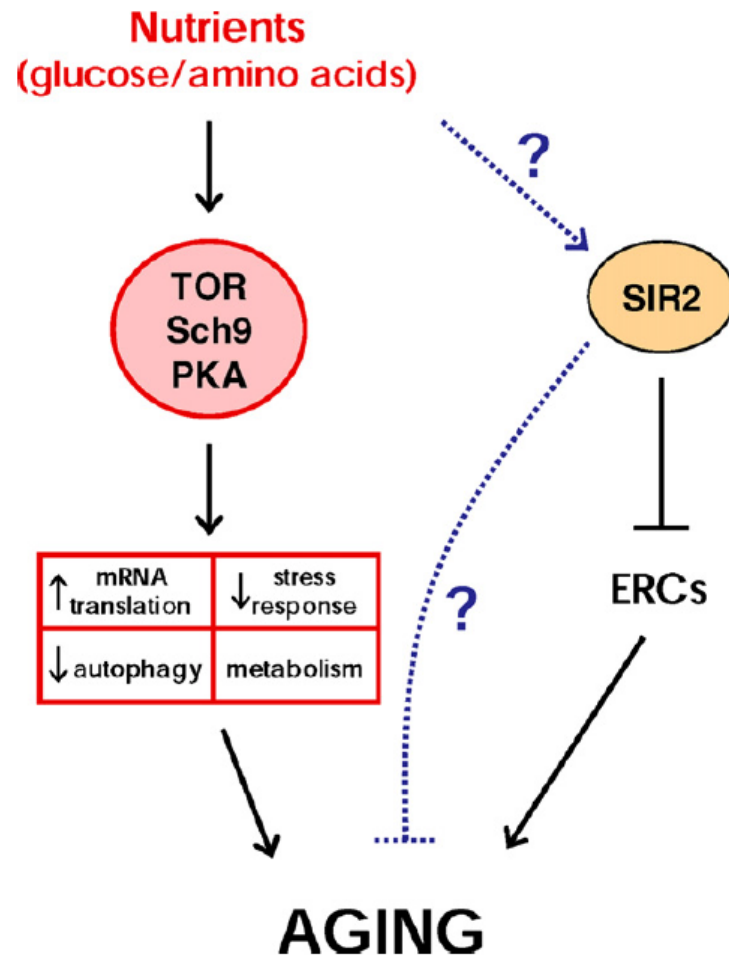 Nutrients
(glucose/amino acids)
?
TOR
Sch9
PKA
SIR2
mRNA
translation
stress
response
autophagy
metabolism
?
ERCs
AGING